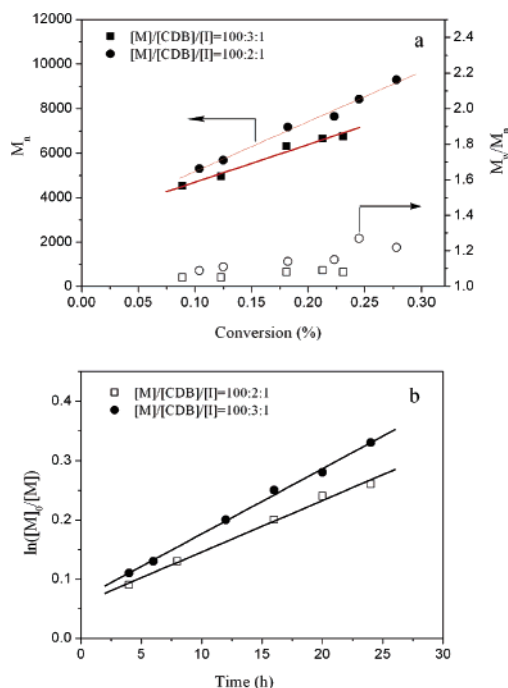 a
[M]/[CDB]/[I]=100:3:1
[M]/[CDB]/[I]=100:2:1
12000
10000
8000
6000
4000
2000
0
Mn
2.4
2.2
2.0
1.8
1.6
1.4
1.2
1.0
Mw/Mn
0.00 0.05 0.10 0.15 0.20 0.25 0.30
Conversion (%)
b
[M]/[CDB]/[I]=100:2:1
[M]/[CDB]/[I]=100:3:1
0.4
0.3
0.2
0.1
0.0
ln([M]0/[M])
0 5 10 15 20 25 30
Time (h)